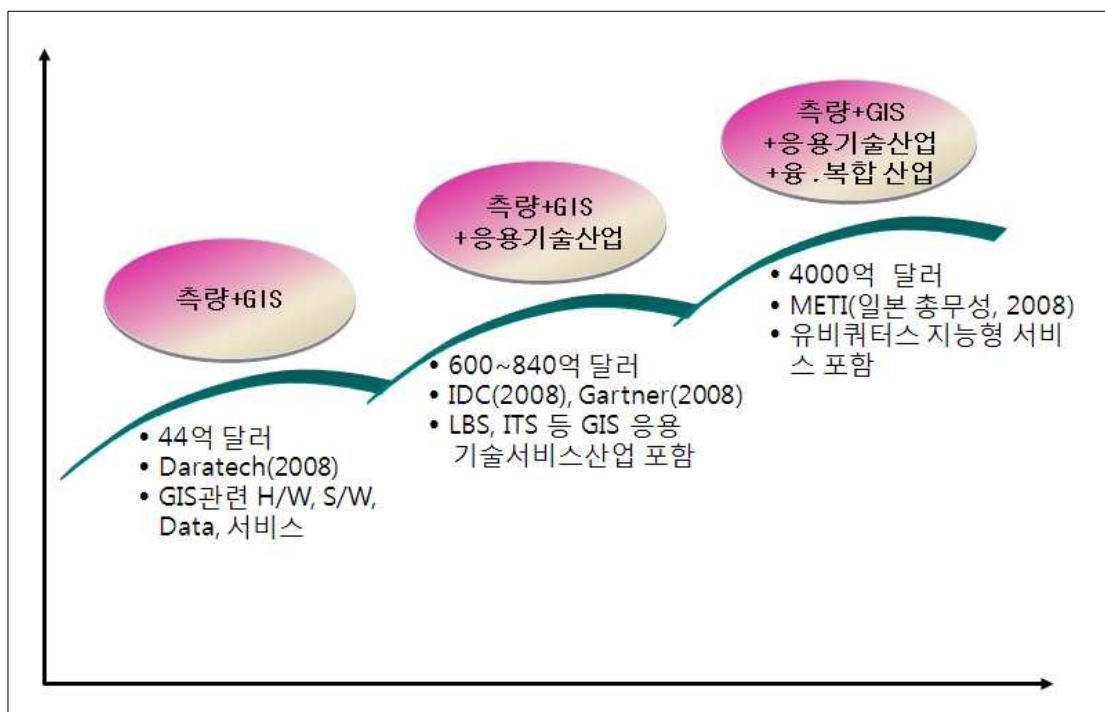 측량+GIS
• 44억 달러
• Daratech(2008)
• GIS관련 H/W, S/W,
Data, 서비스
측량+GIS
+응용기술산업
• 600~840억 달러
• IDC(2008), Gartner(2008)
• LBS, ITS 등 GIS 응용
기술서비스산업 포함
측량+GIS
+응용기술산업
+융.복합 산업
• 4000억 달러
• METI(일본 총무성, 2008)
• 유비쿼터스 지능형 서비
스 포함